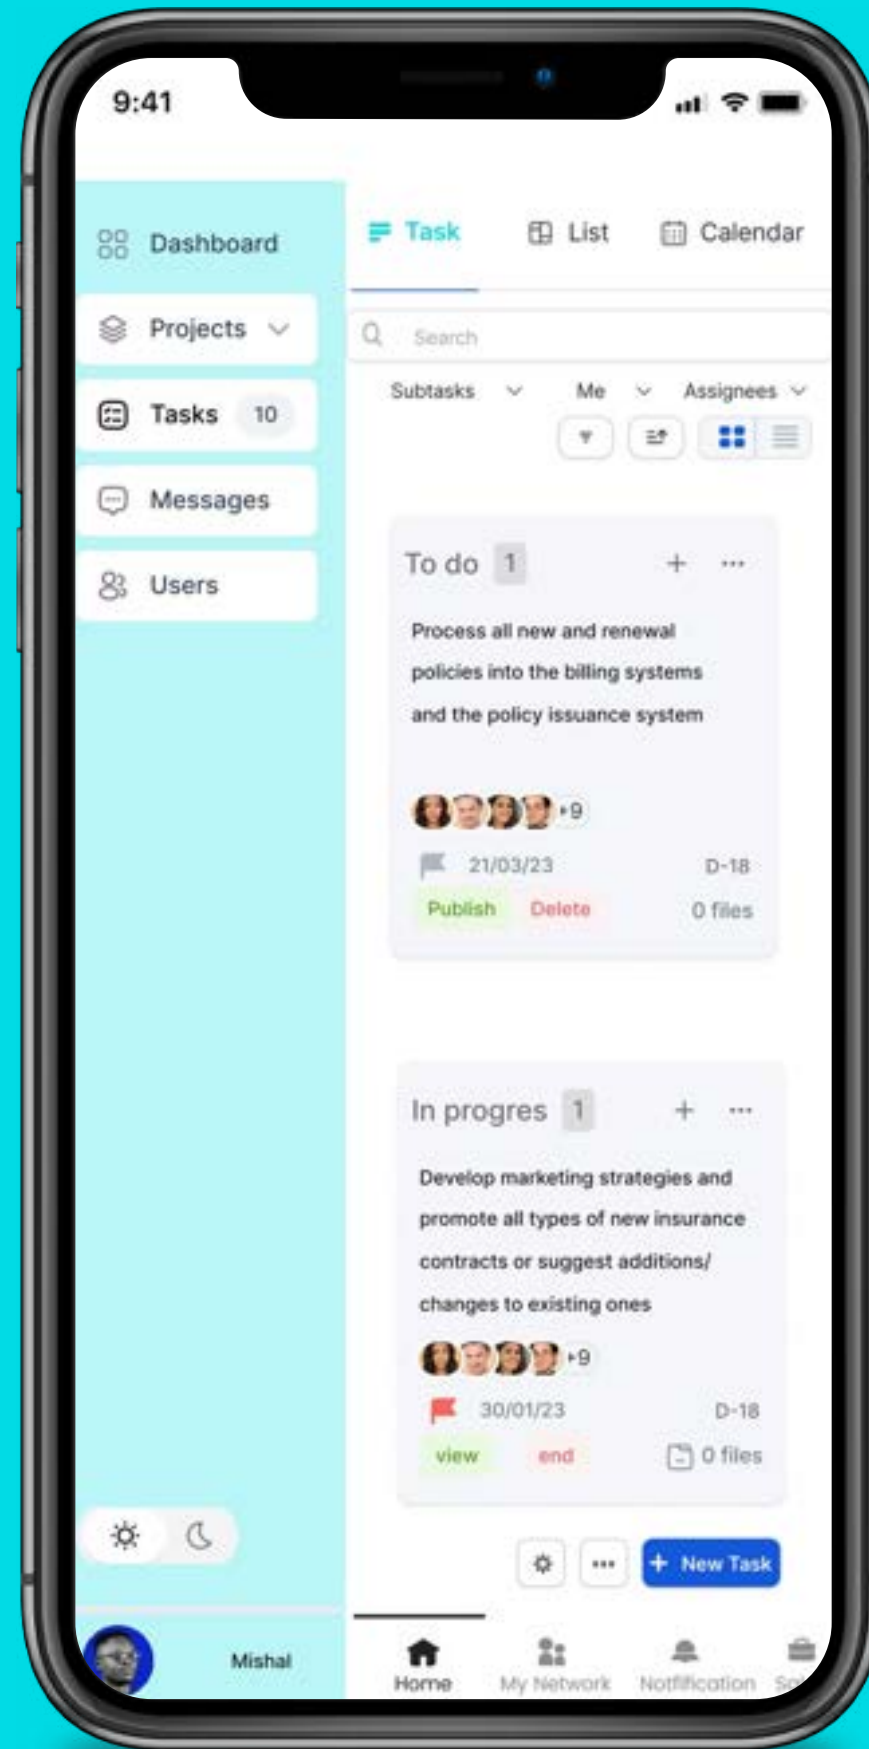 9:41
Dashboard
Projects
Tasks 10
Messages
Users
Mishal
Task List Calendar
Search
Subtasks Me Assignees
To do 1
Process all new and renewal
policies into the billing systems
and the policy issuance system
+9
21/03/23 D-18
Publish Delete 0 files
In progres 1
Develop marketing strategies and
promote all types of new insurance
contracts or suggest additions/
changes to existing ones
+9
30/01/23 D-18
view end 0 files
+ New Task
Home My Network Notfification